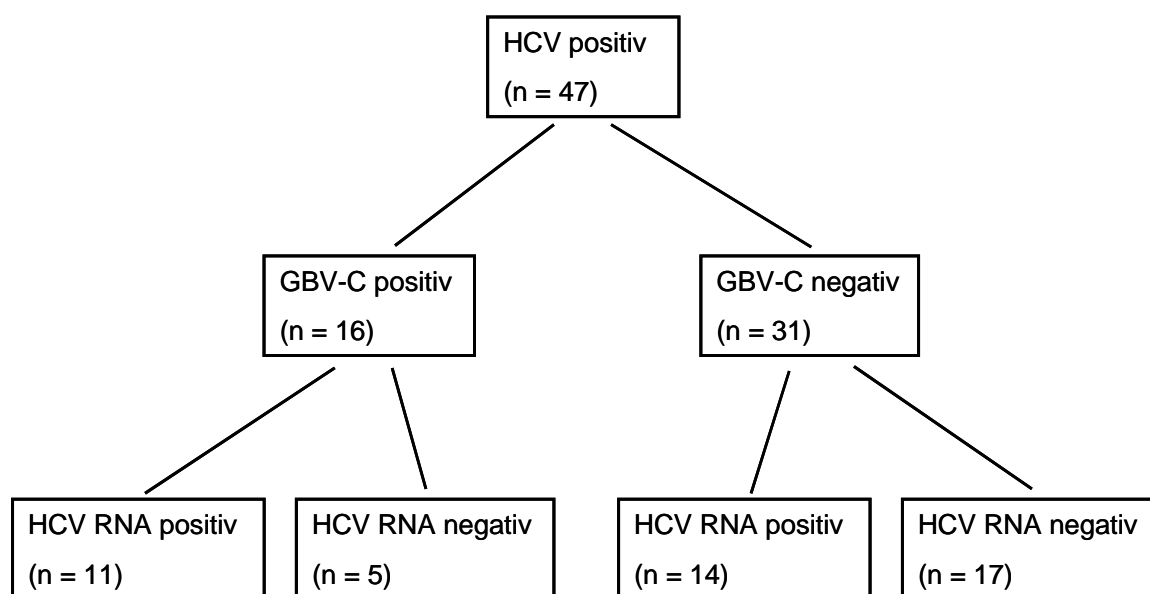 HCV positiv
(n = 47)
GBV-C positiv
(n = 16)
GBV-C negativ
(n = 31)
HCV RNA positiv
(n = 11)
HCV RNA negativ
(n = 5)
HCV RNA positiv
(n = 14)
HCV RNA negativ
(n = 17)